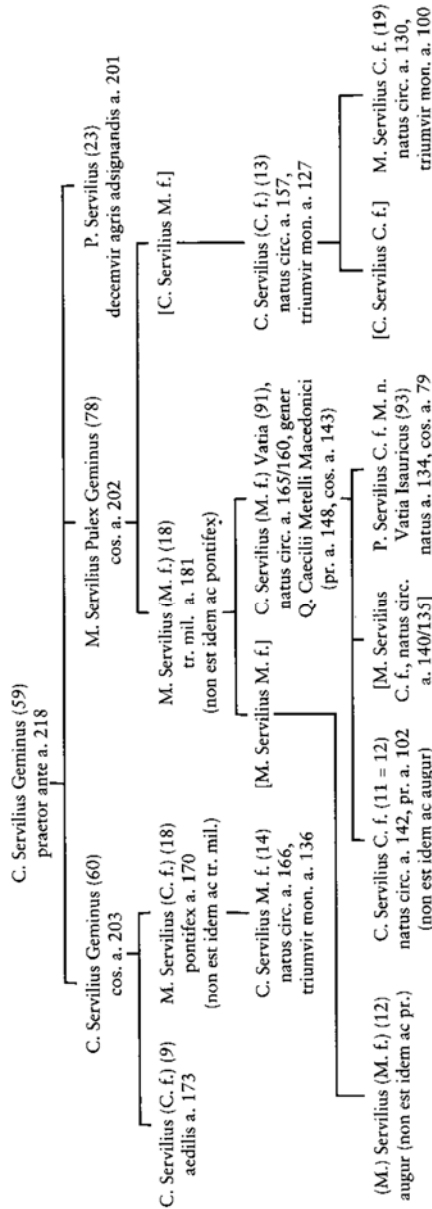 C. Servilius Geminus (59)
praetor ante a. 218
C. Servilius Geminus (60)
cos. a. 203
M. Servilius Pulex Geminus (78)
cos. a. 202
P. Servilius (23)
decemvir agris adsignandis a. 201
C. Servilius (C. f.) (9)
aedilis a. 173
M. Servilius (C. f.) (18)
pontifex a. 170
(non est idem ac tr. mil.)
M. Servilius (M. f.) (18)
tr. mil. a. 181
(non est idem ac pontifex)
[C. Servilius M. f.]
C. Servilius M. f. (14)
natus circ. a. 166,
triumvir mon. a. 136
[M. Servilius M. f.]
C. Servilius (M. f.) Vatia (91),
natus circ. a. 165/160, gener
Q. Caecilii Metelli Macedonici
(pr. a. 148, cos. a. 143)
C. Servilius (C. f.) (13)
natus circ. a. 157,
triumvir mon. a. 127
(M.) Servilius (M. f.) (12)
augur (non est idem ac pr.)
C. Servilius C. f. (11 = 12)
natus circ. a. 142, pr. a. 102
(non est idem ac augur)
[M. Servilius
C. f., natus circ.
a. 140/135]
P. Servilius C. f. M. n.
Vatia Isauricus (93)
natus a. 134, cos. a. 79
[C. Servilius C. f.]
M. Servilius C. f. (19)
natus circ. a. 130,
triumvir mon. a. 100